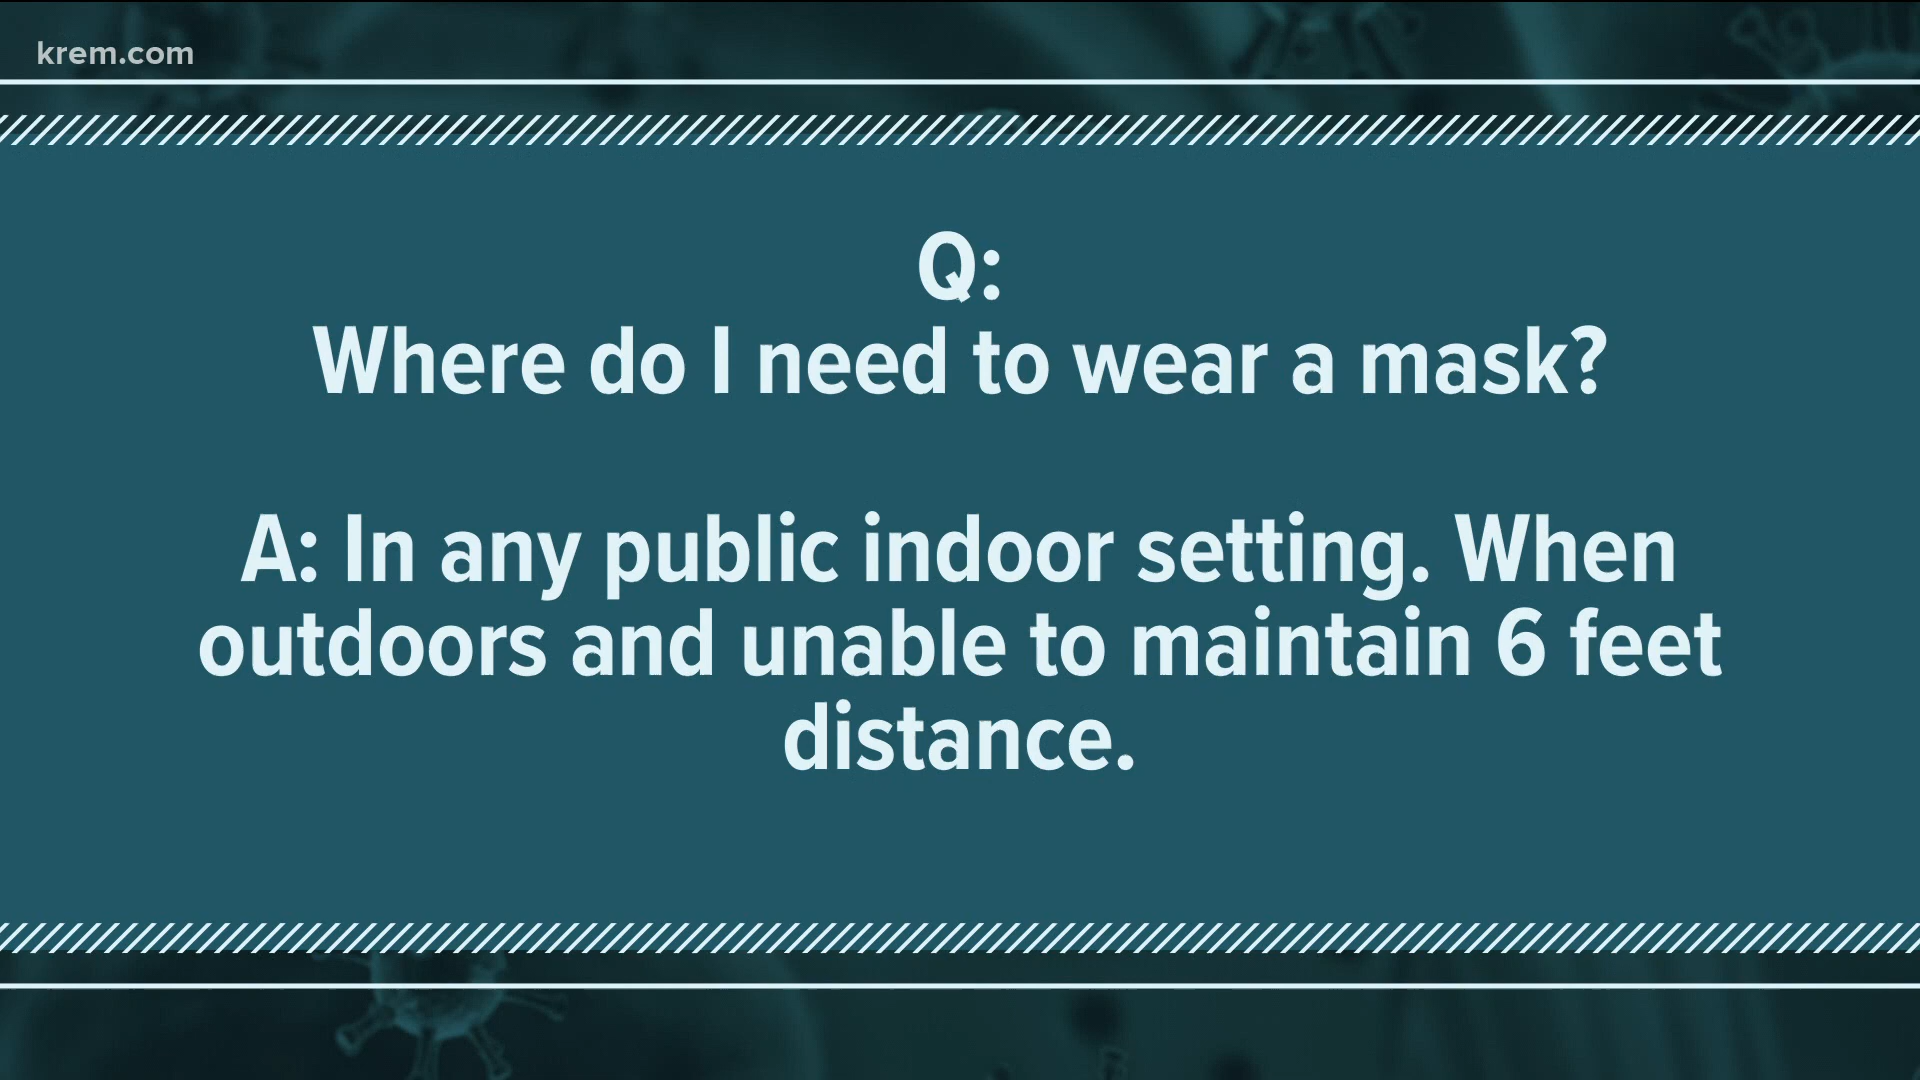 krem.com
Q:
Where do I need to wear a mask?
A: In any public indoor setting. When
outdoors and unable to maintain 6 feet
distance.